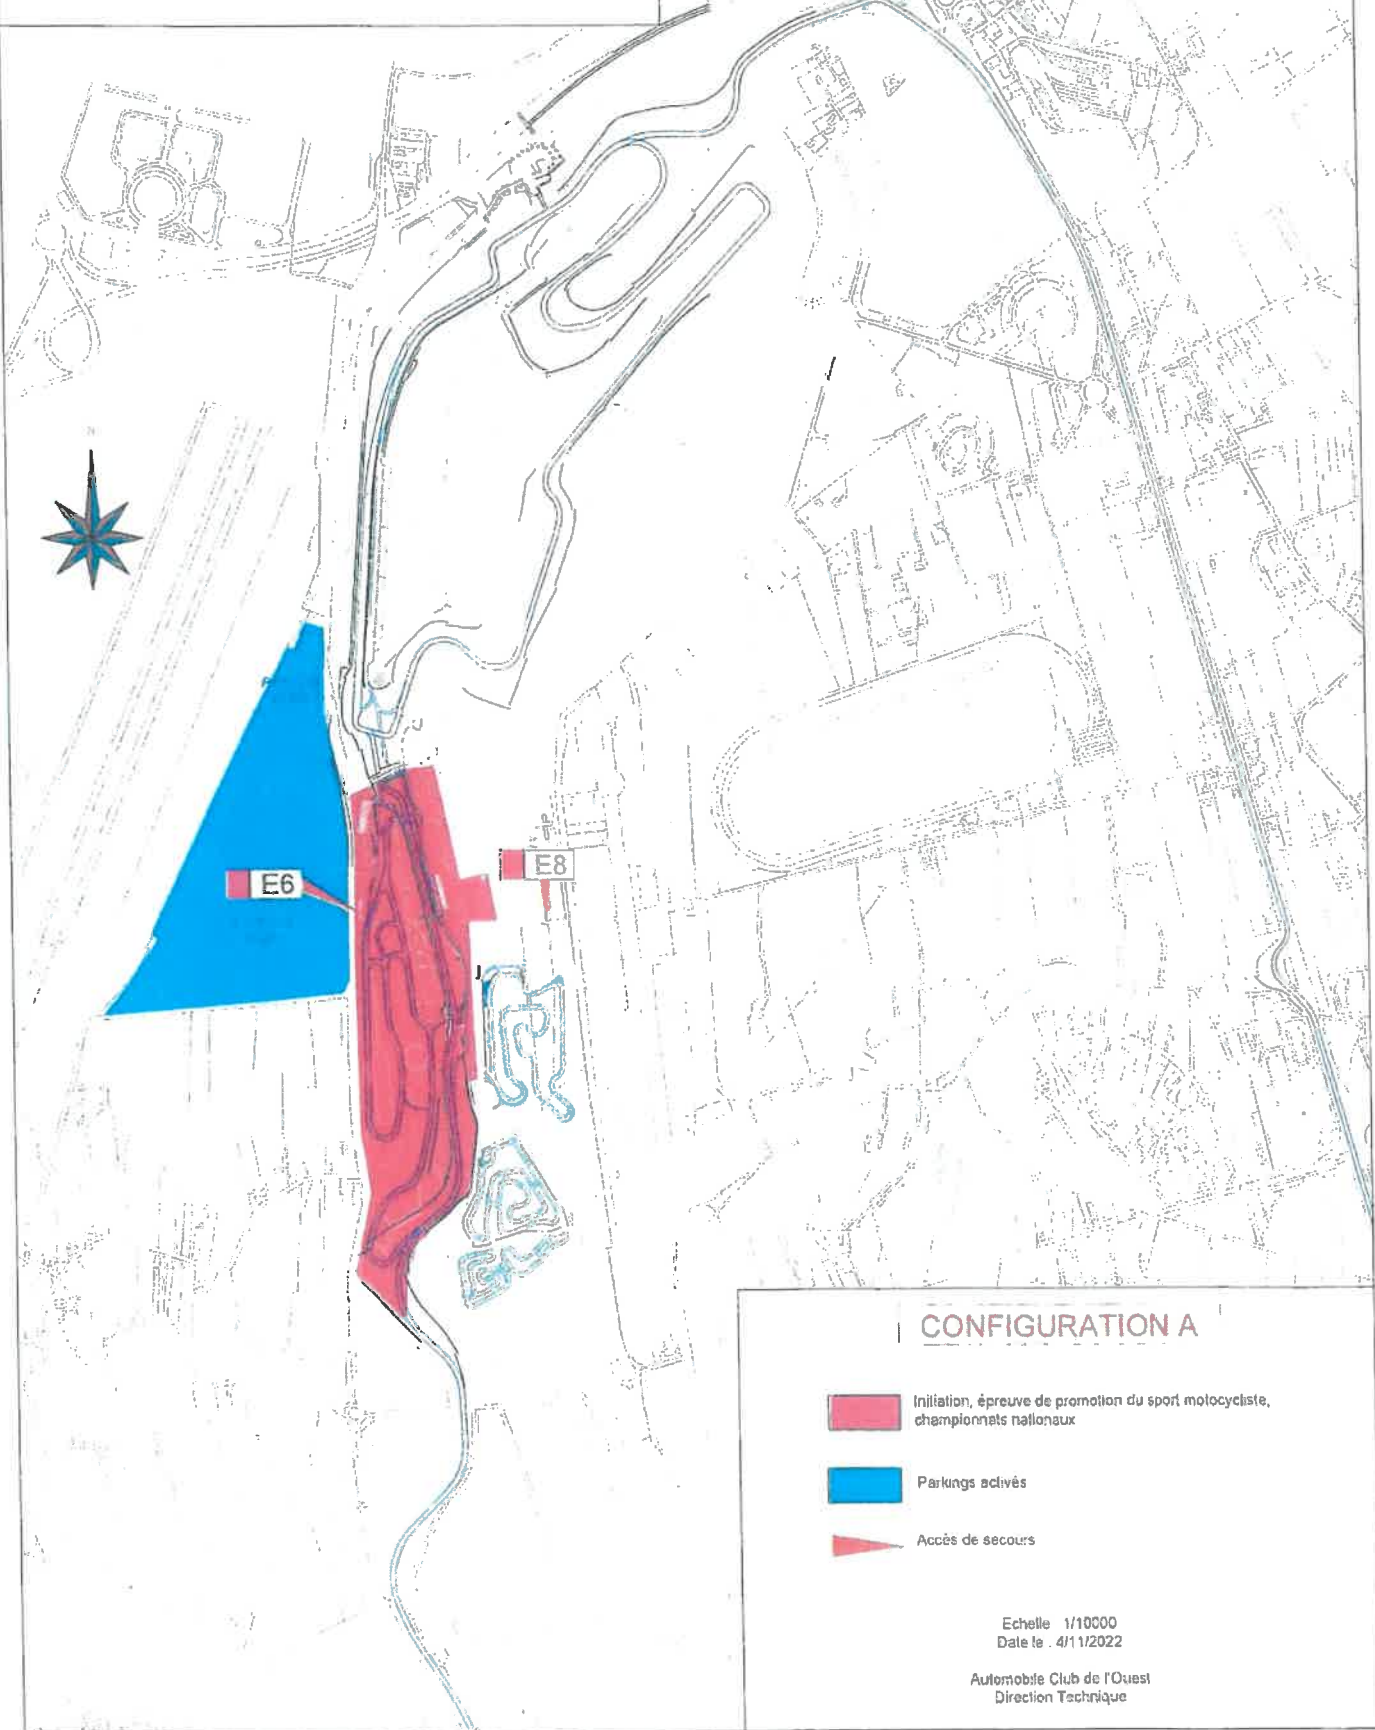 N
E6
E8
CONFIGURATION A
Initiation, épreuve de promotion du sport motocycliste,
championnats nationaux
Parkings activés
Accès de secours
Echelle 1/10000
Date le . 4/11/2022
Automobile Club de l'Ouest
Direction Technique